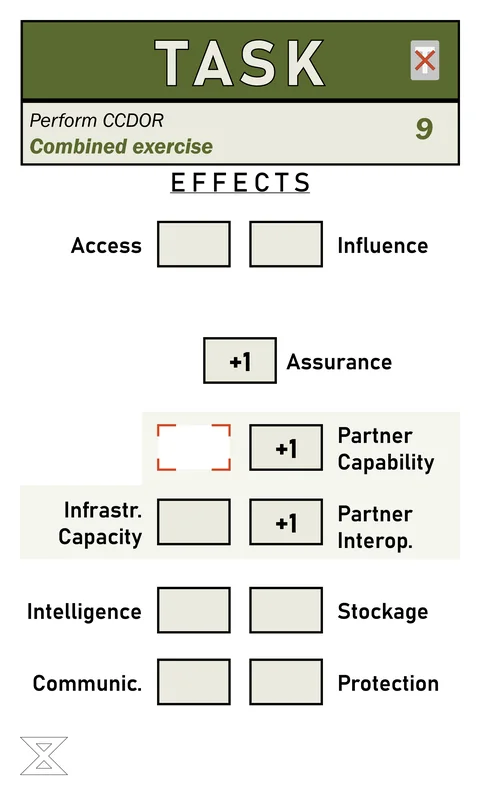 TASK
Perform CCDOR
Combined exercise
9
EFFECTS
Access
Influence
+1
Assurance
+1
Partner
Capability
Infrastr.
Capacity
+1
Partner
Interop.
Intelligence
Stockage
Communic.
Protection